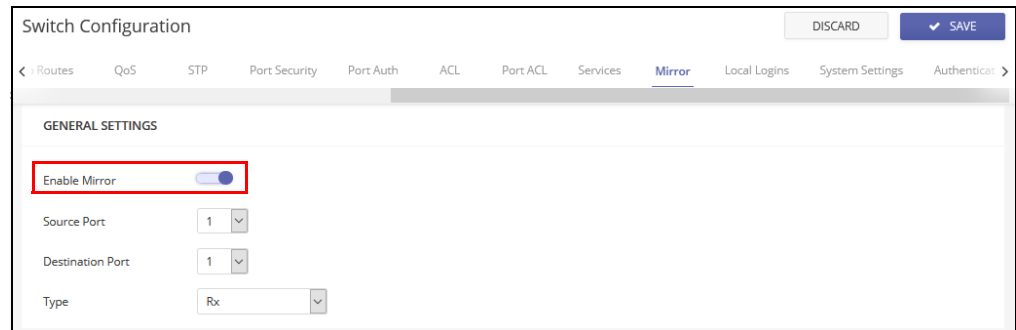 Switch Configuration
DISCARD
SAVE
Routes QoS STP Port Security Port Auth ACL Port ACL Services Mirror Local Logins System Settings Authenticat
GENERAL SETTINGS
Enable Mirror
Source Port 1
Destination Port 1
Type Rx